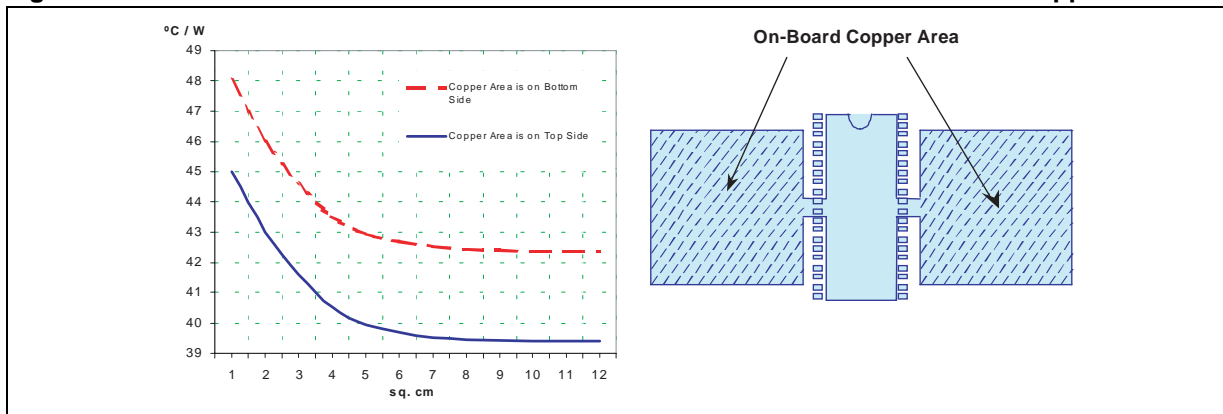 ºC / W
49
48
47
46
45
44
43
42
41
40
39
1 2 3 4 5 6 7 8 9 10 11 12
sq. cm
Copper Area is on Bottom
Side
Copper Area is on Top Side
On-Board Copper Area